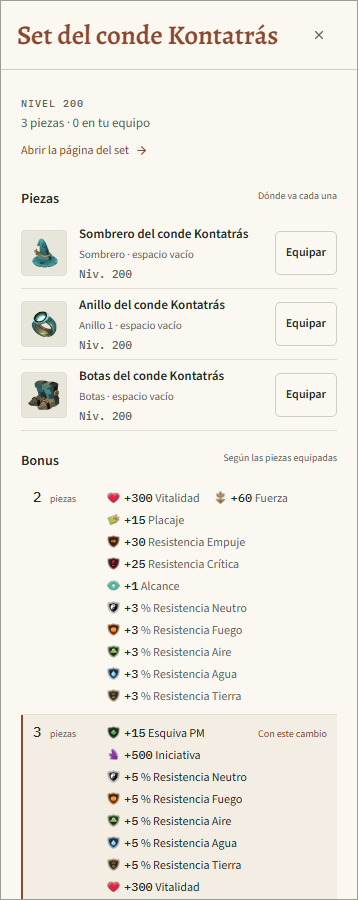 Set del conde Kontatrás ×
NIVEL 200
3 piezas · 0 en tu equipo
Abrir la página del set →
Piezas Dónde va cada una
Sombrero del conde Kontatrás
Sombrero · espacio vacío
Niv. 200
Equipar
Anillo del conde Kontatrás
Anillo 1 · espacio vacío
Niv. 200
Equipar
Botas del conde Kontatrás
Botas · espacio vacío
Niv. 200
Equipar
Bonus Según las piezas equipadas
2 piezas +300 Vitalidad +60 Fuerza
+15 Placaje
+30 Resistencia Empuje
+25 Resistencia Crítica
+1 Alcance
+3 % Resistencia Neutro
+3 % Resistencia Fuego
+3 % Resistencia Aire
+3 % Resistencia Agua
+3 % Resistencia Tierra
3 piezas +15 Esquiva PM Con este cambio
+500 Iniciativa
+5 % Resistencia Neutro
+5 % Resistencia Fuego
+5 % Resistencia Aire
+5 % Resistencia Agua
+5 % Resistencia Tierra
+300 Vitalidad